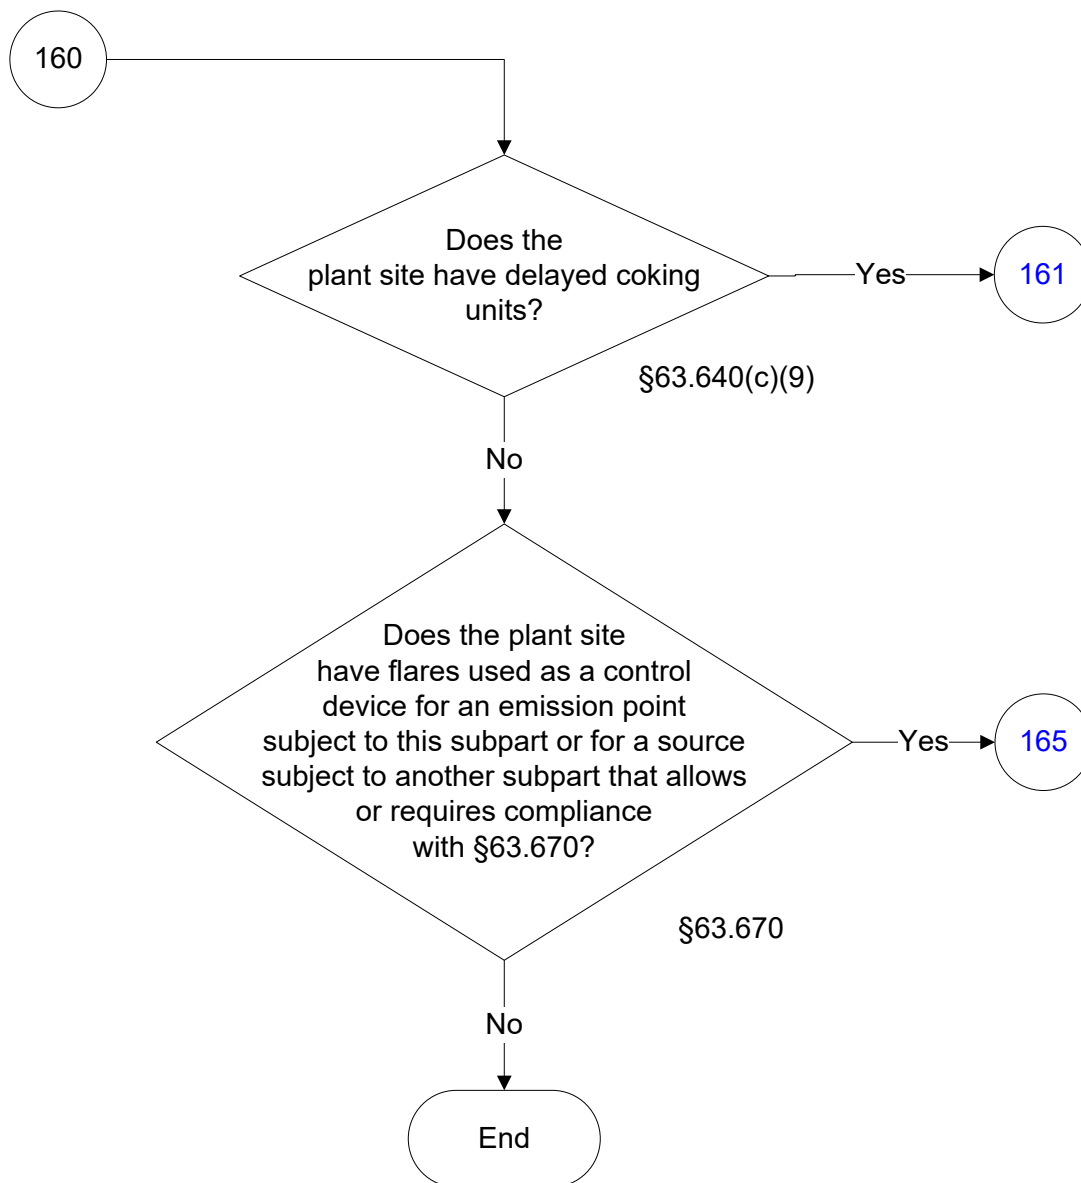 160
Does the
plant site have delayed coking
units?
Yes
161
§63.640(c)(9)
No
Does the plant site
have flares used as a control
device for an emission point
subject to this subpart or for a source
subject to another subpart that allows
or requires compliance
with §63.670?
Yes
165
§63.670
No
End